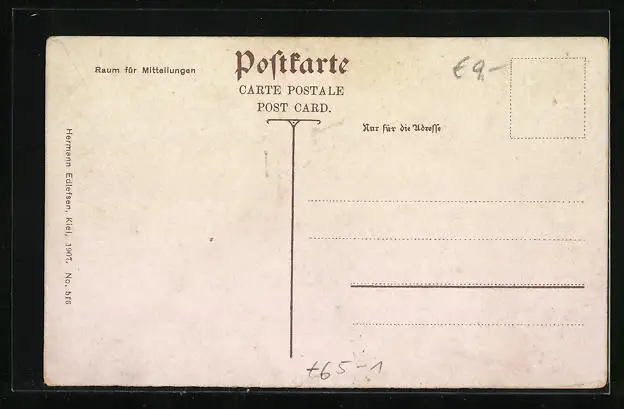 Postkarte
CARTE POSTALE
POST CARD.
Raum für Mitteilungen
€ 9,-
Nur für die Adresse
Hermann Edlefsen, Kiel, 1907. No. 516
+65-1